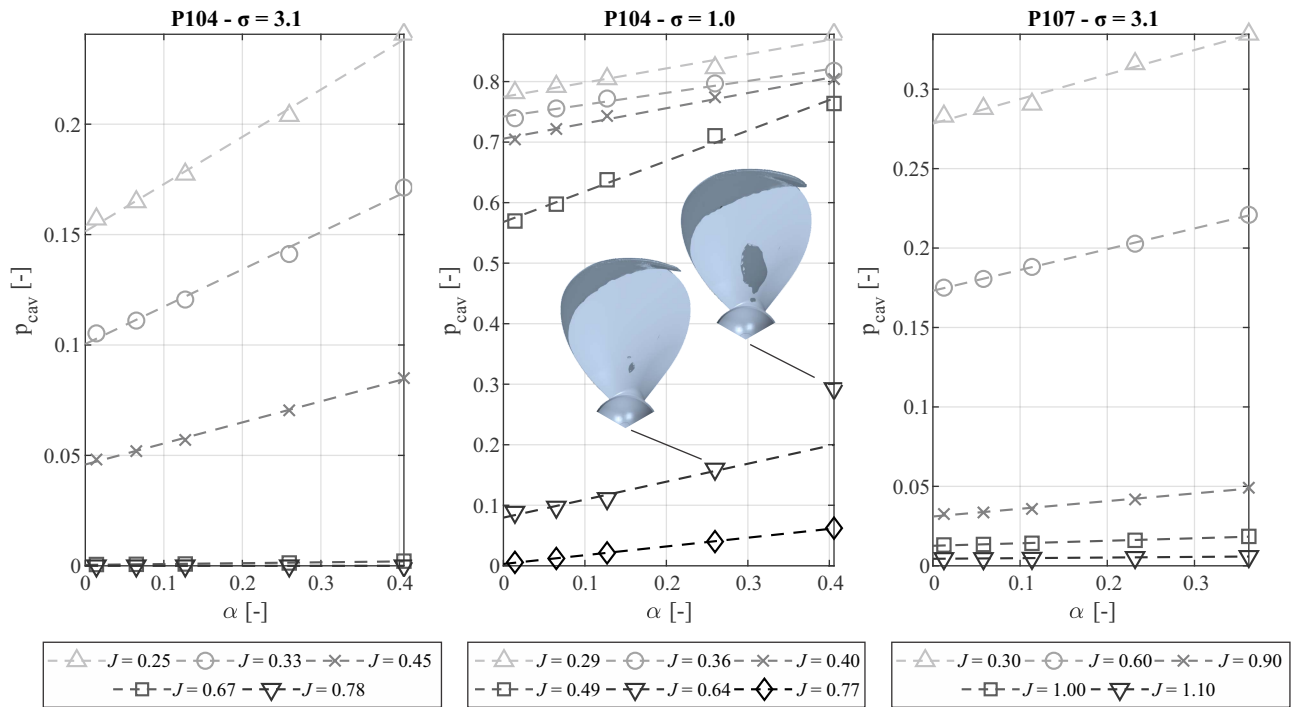 P104 - σ = 3.1
P104 - σ = 1.0
P107 - σ = 3.1
p_cav [-]
0.2
0.15
0.1
0.05
0
0
0.1
0.2
0.3
0.4
α [-]
p_cav [-]
0.8
0.7
0.6
0.5
0.4
0.3
0.2
0.1
0
0
0.1
0.2
0.3
0.4
α [-]
p_cav [-]
0.3
0.25
0.2
0.15
0.1
0.05
0
0
0.1
0.2
0.3
α [-]
J = 0.25 J = 0.33 J = 0.45
J = 0.67 J = 0.78
J = 0.29 J = 0.36 J = 0.40
J = 0.49 J = 0.64 J = 0.77
J = 0.30 J = 0.60 J = 0.90
J = 1.00 J = 1.10